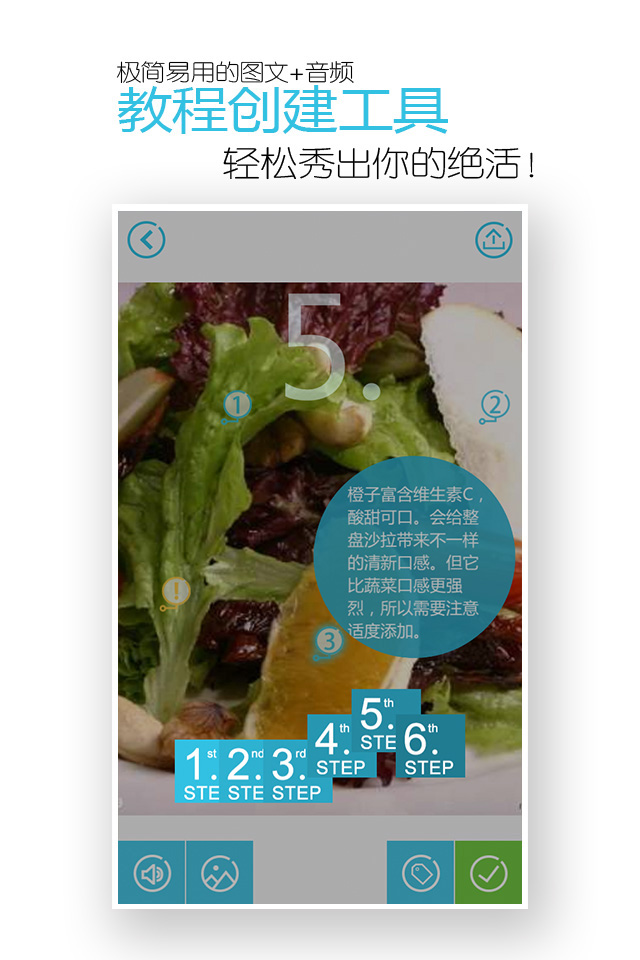 极简易用的图文+音频
教程创建工具
轻松秀出你的绝活!
5.
1
2
橙子富含维生素C，
酸甜可口。会给整
盘沙拉带来不一样
的清新口感。但它
比蔬菜口感更强
烈，所以需要注意
适度添加。
!
3
1.st STE
2.nd STE
3.rd STEP
4.th STEP
5.th STE
6.th STEP